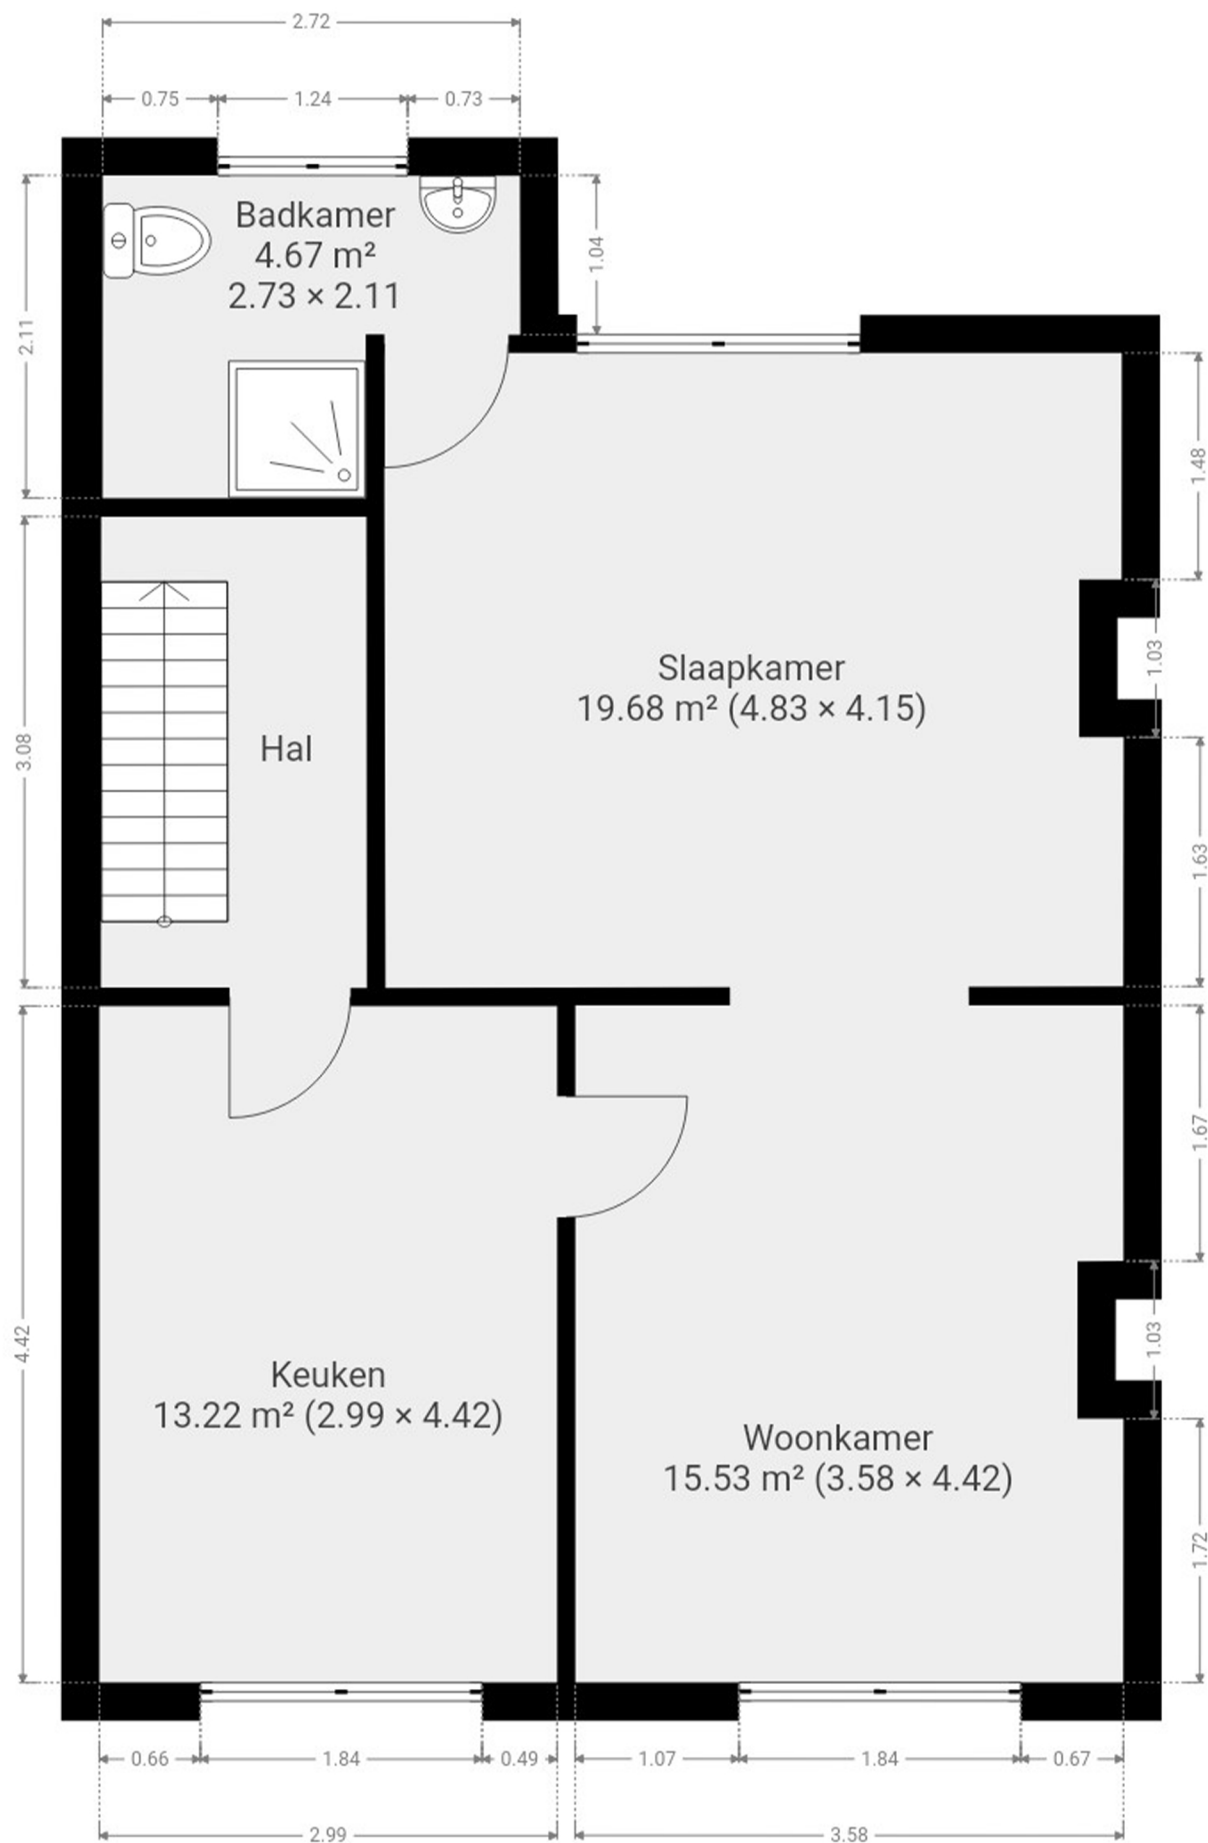 2.72
0.75
1.24
0.73
Badkamer
4.67 m²
2.73 × 2.11
1.04
2.11
1.48
1.03
Slaapkamer
19.68 m² (4.83 × 4.15)
Hal
3.08
1.63
1.67
1.03
4.42
Keuken
13.22 m² (2.99 × 4.42)
Woonkamer
15.53 m² (3.58 × 4.42)
1.72
0.66
1.84
0.49
1.07
1.84
0.67
2.99
3.58